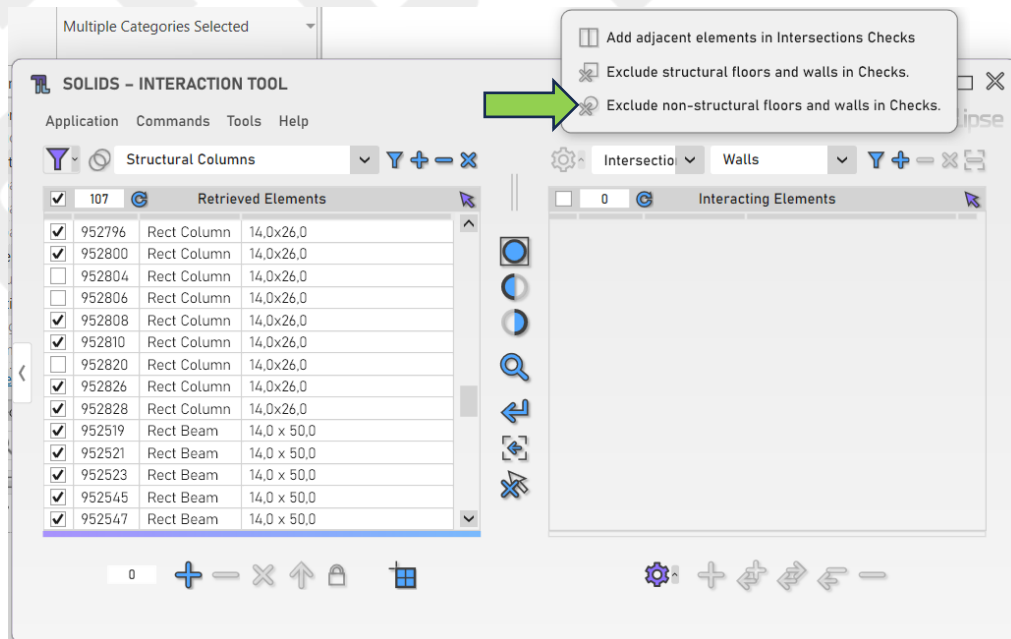 Multiple Categories Selected
Add adjacent elements in Intersections Checks
Exclude structural floors and walls in Checks.
Exclude non-structural floors and walls in Checks.
SOLIDS – INTERACTION TOOL
Application Commands Tools Help
Structural Columns
Intersectio Walls
107 Retrieved Elements
0 Interacting Elements
952796 Rect Column 14,0x26,0
952800 Rect Column 14,0x26,0
952804 Rect Column 14,0x26,0
952806 Rect Column 14,0x26,0
952808 Rect Column 14,0x26,0
952810 Rect Column 14,0x26,0
952820 Rect Column 14,0x26,0
952826 Rect Column 14,0x26,0
952828 Rect Column 14,0x26,0
952519 Rect Beam 14,0 x 50,0
952521 Rect Beam 14,0 x 50,0
952523 Rect Beam 14,0 x 50,0
952545 Rect Beam 14,0 x 50,0
952547 Rect Beam 14,0 x 50,0
0